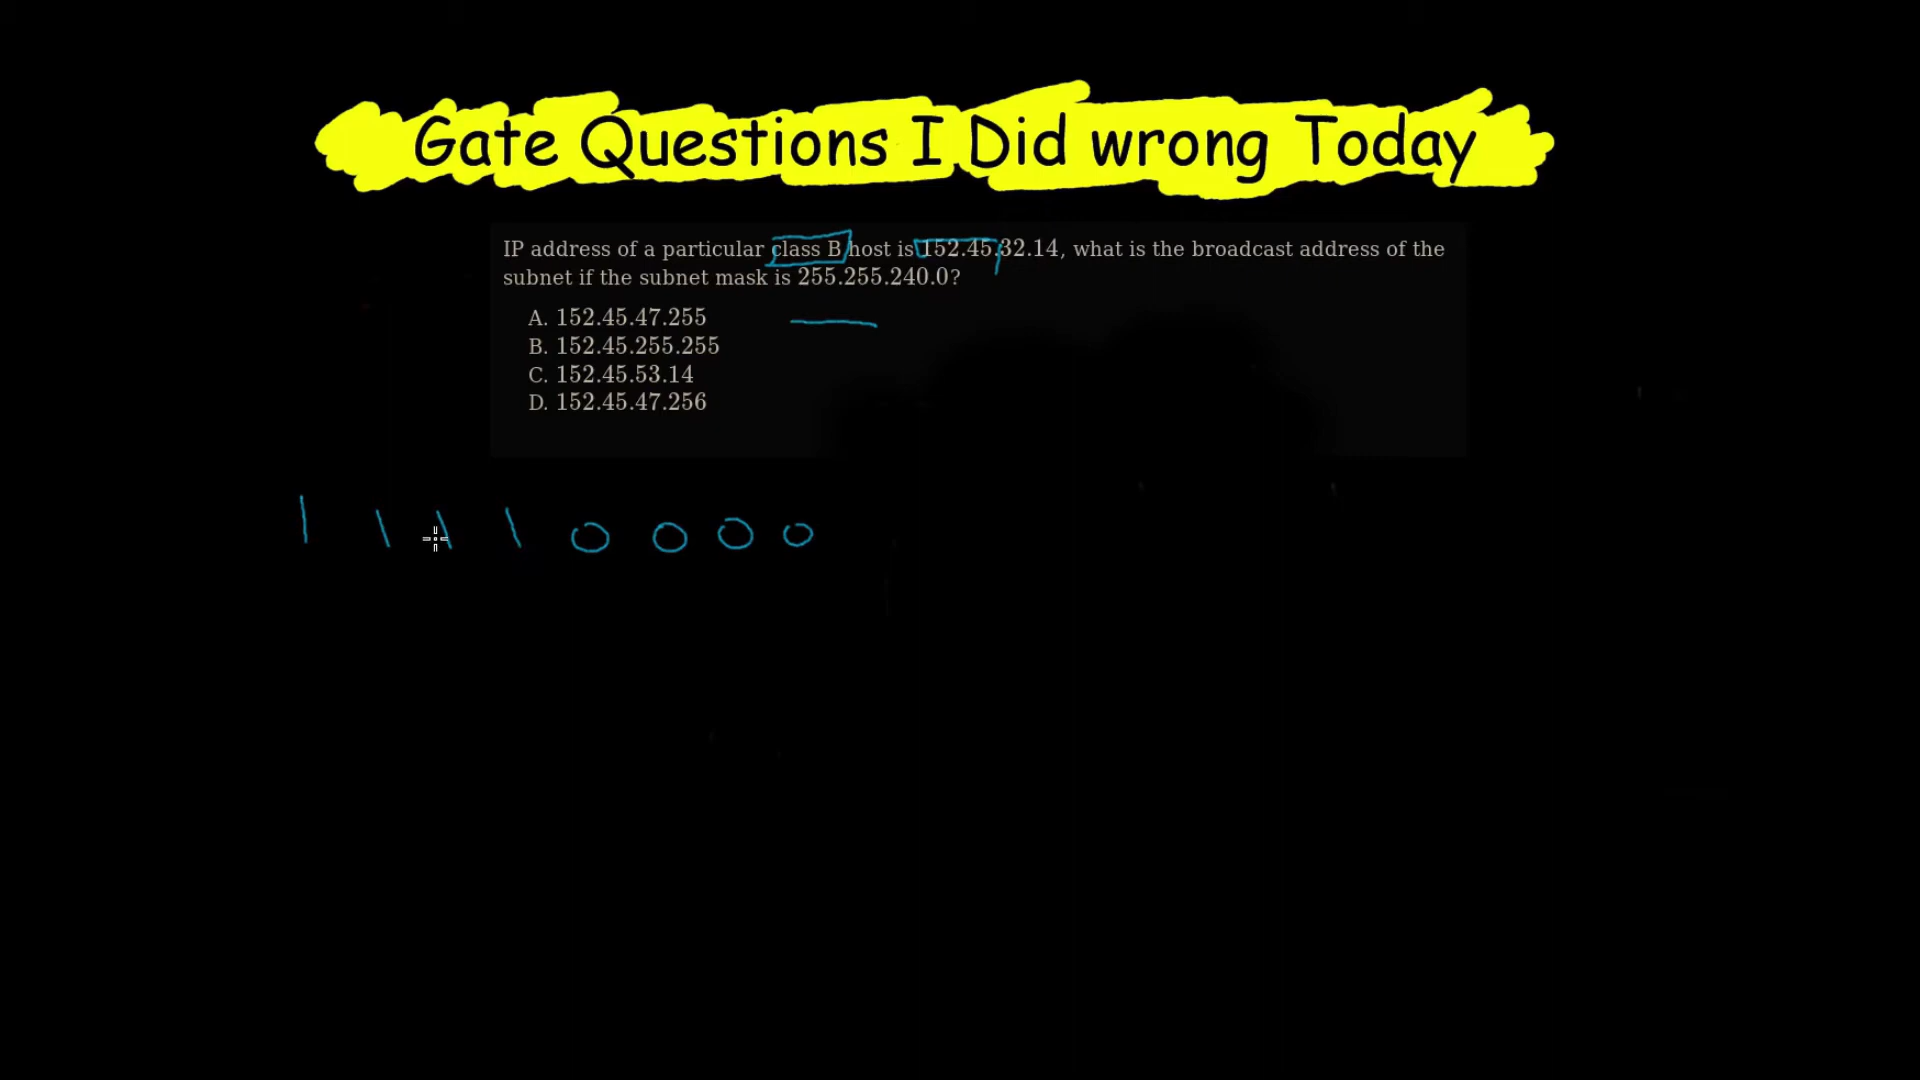 Gate Questions I Did wrong Today
IP address of a particular class B host is 152.45.32.14, what is the broadcast address of the
subnet if the subnet mask is 255.255.240.0?
A. 152.45.47.255
B. 152.45.255.255
C. 152.45.53.14
D. 152.45.47.256
1 1 1 1 0 0 0 0